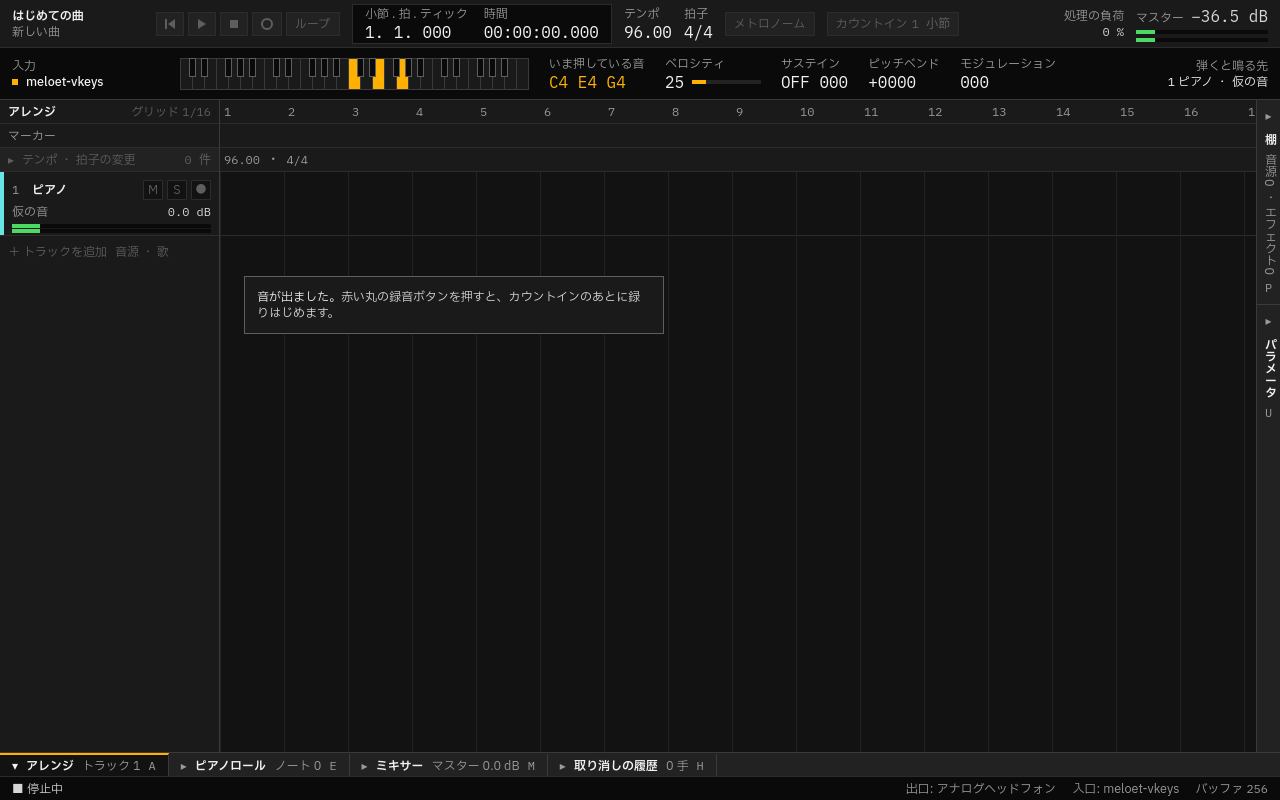 はじめての曲
新しい曲
ループ
小節 . 拍 . ティック 時間
1. 1. 000 00:00:00.000
テンポ 拍子
96.00 4/4
メトロノーム
カウントイン 1 小節
処理の負荷
0 %
マスター -36.5 dB
入力
meloet-vkeys
いま押している音
C4 E4 G4
ベロシティ
25
サステイン
OFF 000
ピッチベンド
+0000
モジュレーション
000
弾くと鳴る先
1 ピアノ · 仮の音
アレンジ グリッド 1/16
1 2 3 4 5 6 7 8 9 10 11 12 13 14 15 16 1
マーカー
テンポ · 拍子の変更 0 件
96.00 · 4/4
1 ピアノ M S
仮の音 0.0 dB
＋ トラックを追加 音源 · 歌
音が出ました。赤い丸の録音ボタンを押すと、カウントインのあとに録
りはじめます。
棚 音源 0 · エフェクト 0 P
パラメータ U
アレンジ トラック 1 A
ピアノロール ノート 0 E
ミキサー マスター 0.0 dB M
取り消しの履歴 0 手 H
停止中
出口: アナログヘッドフォン 入口: meloet-vkeys バッファ 256